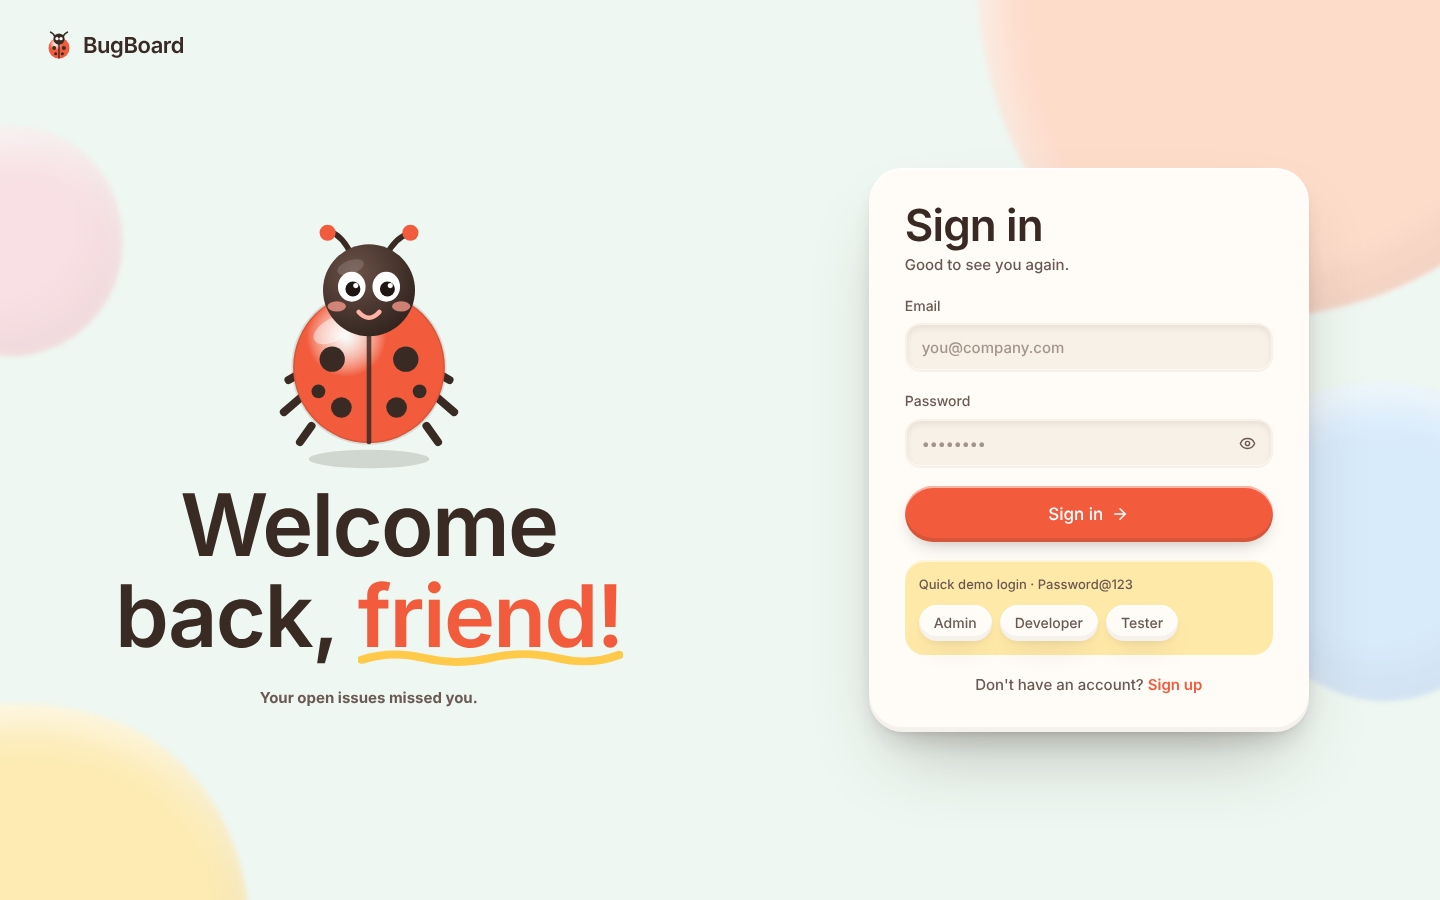 BugBoard
Welcome
back, friend!
Your open issues missed you.
Sign in
Good to see you again.
Email
you@company.com
Password
••••••••
Sign in →
Quick demo login · Password@123
Admin Developer Tester
Don't have an account? Sign up